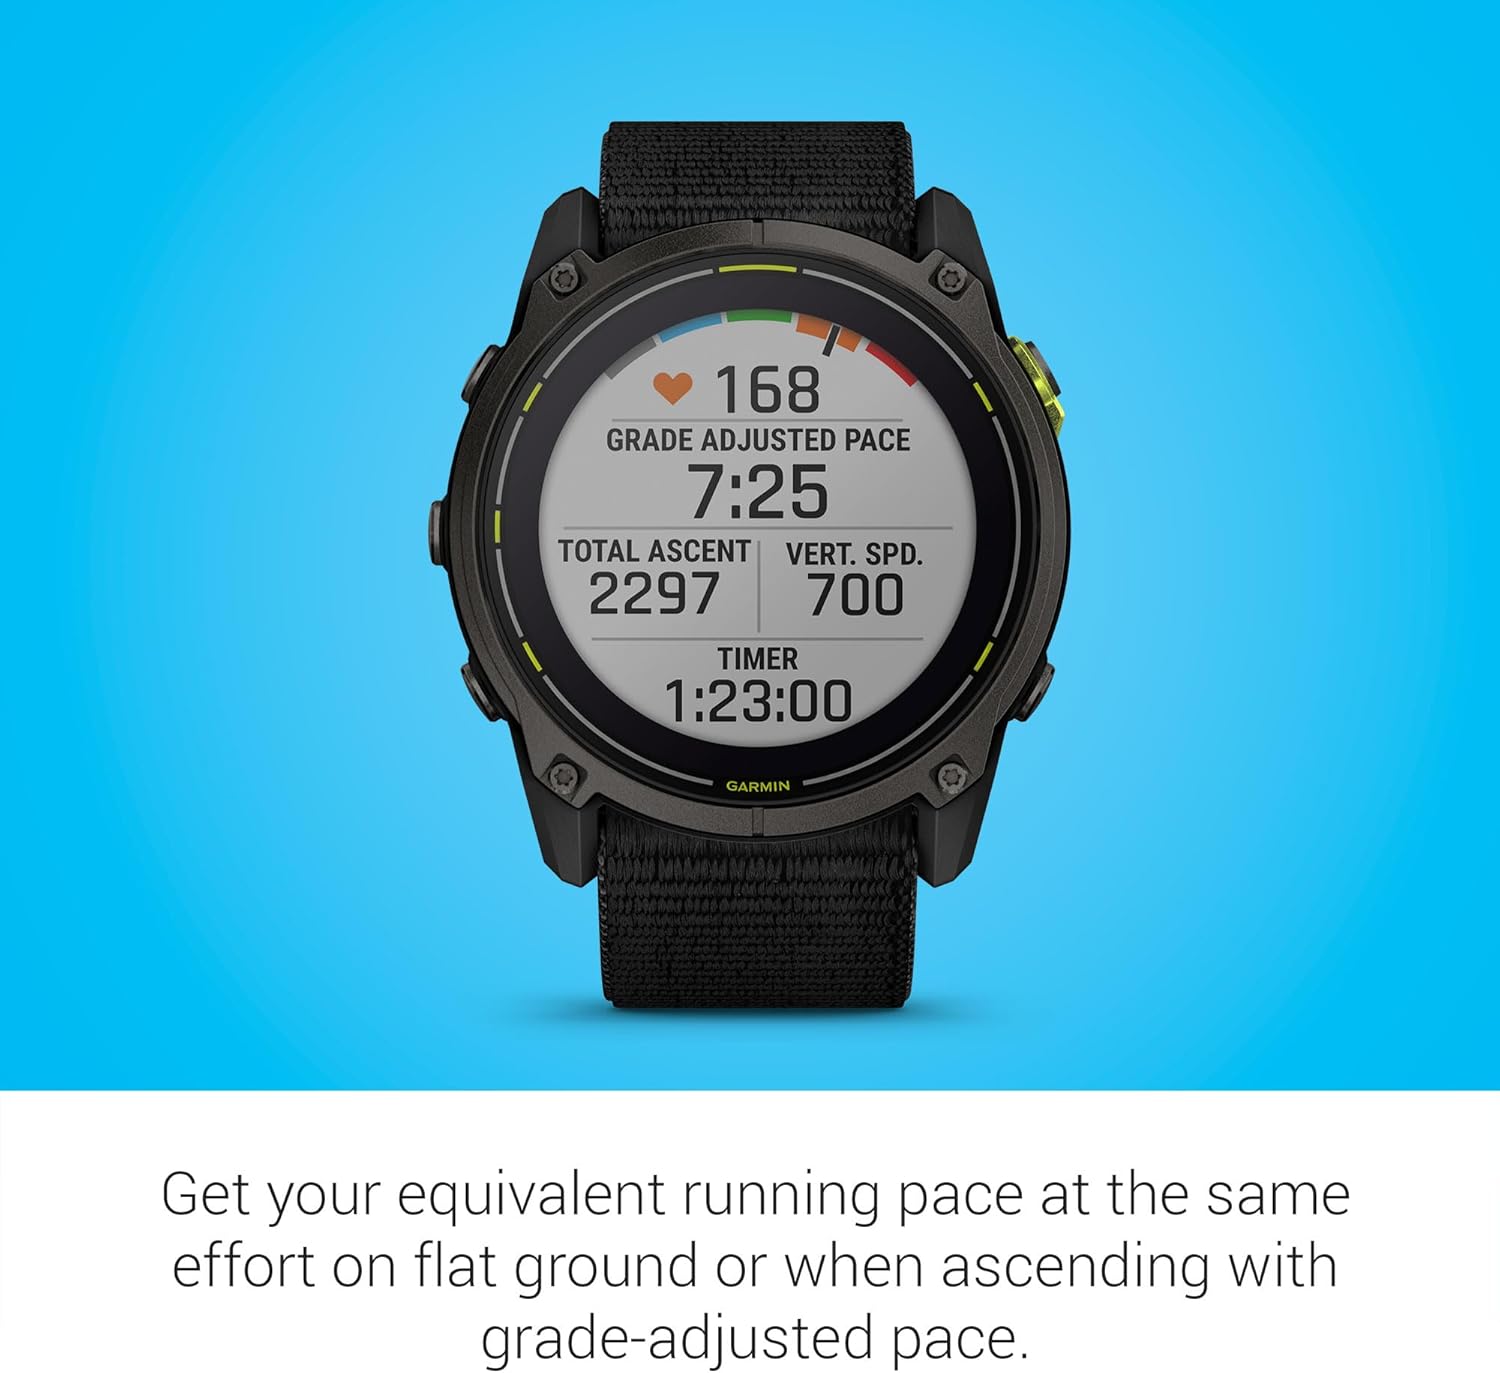 168
GRADE ADJUSTED PACE
7:25
TOTAL ASCENT VERT. SPD.
2297 700
TIMER
1:23:00
GARMIN
Get your equivalent running pace at the same
effort on flat ground or when ascending with
grade-adjusted pace.